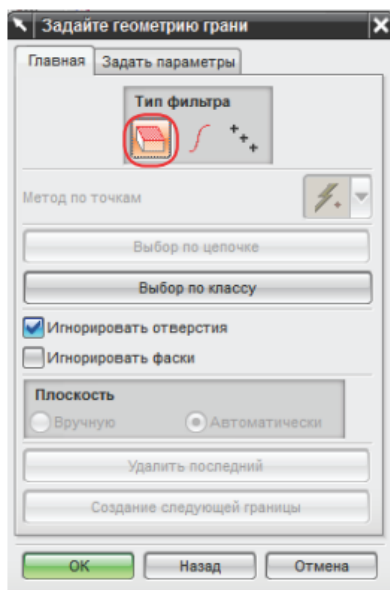 Задайте геометрию грани
Главная Задать параметры
Тип фильтра
Метод по точкам
Выбор по цепочке
Выбор по классу
Игнорировать отверстия
Игнорировать фаски
Плоскость
Вручную Автоматически
Удалить последний
Создание следующей границы
OK Назад Отмена